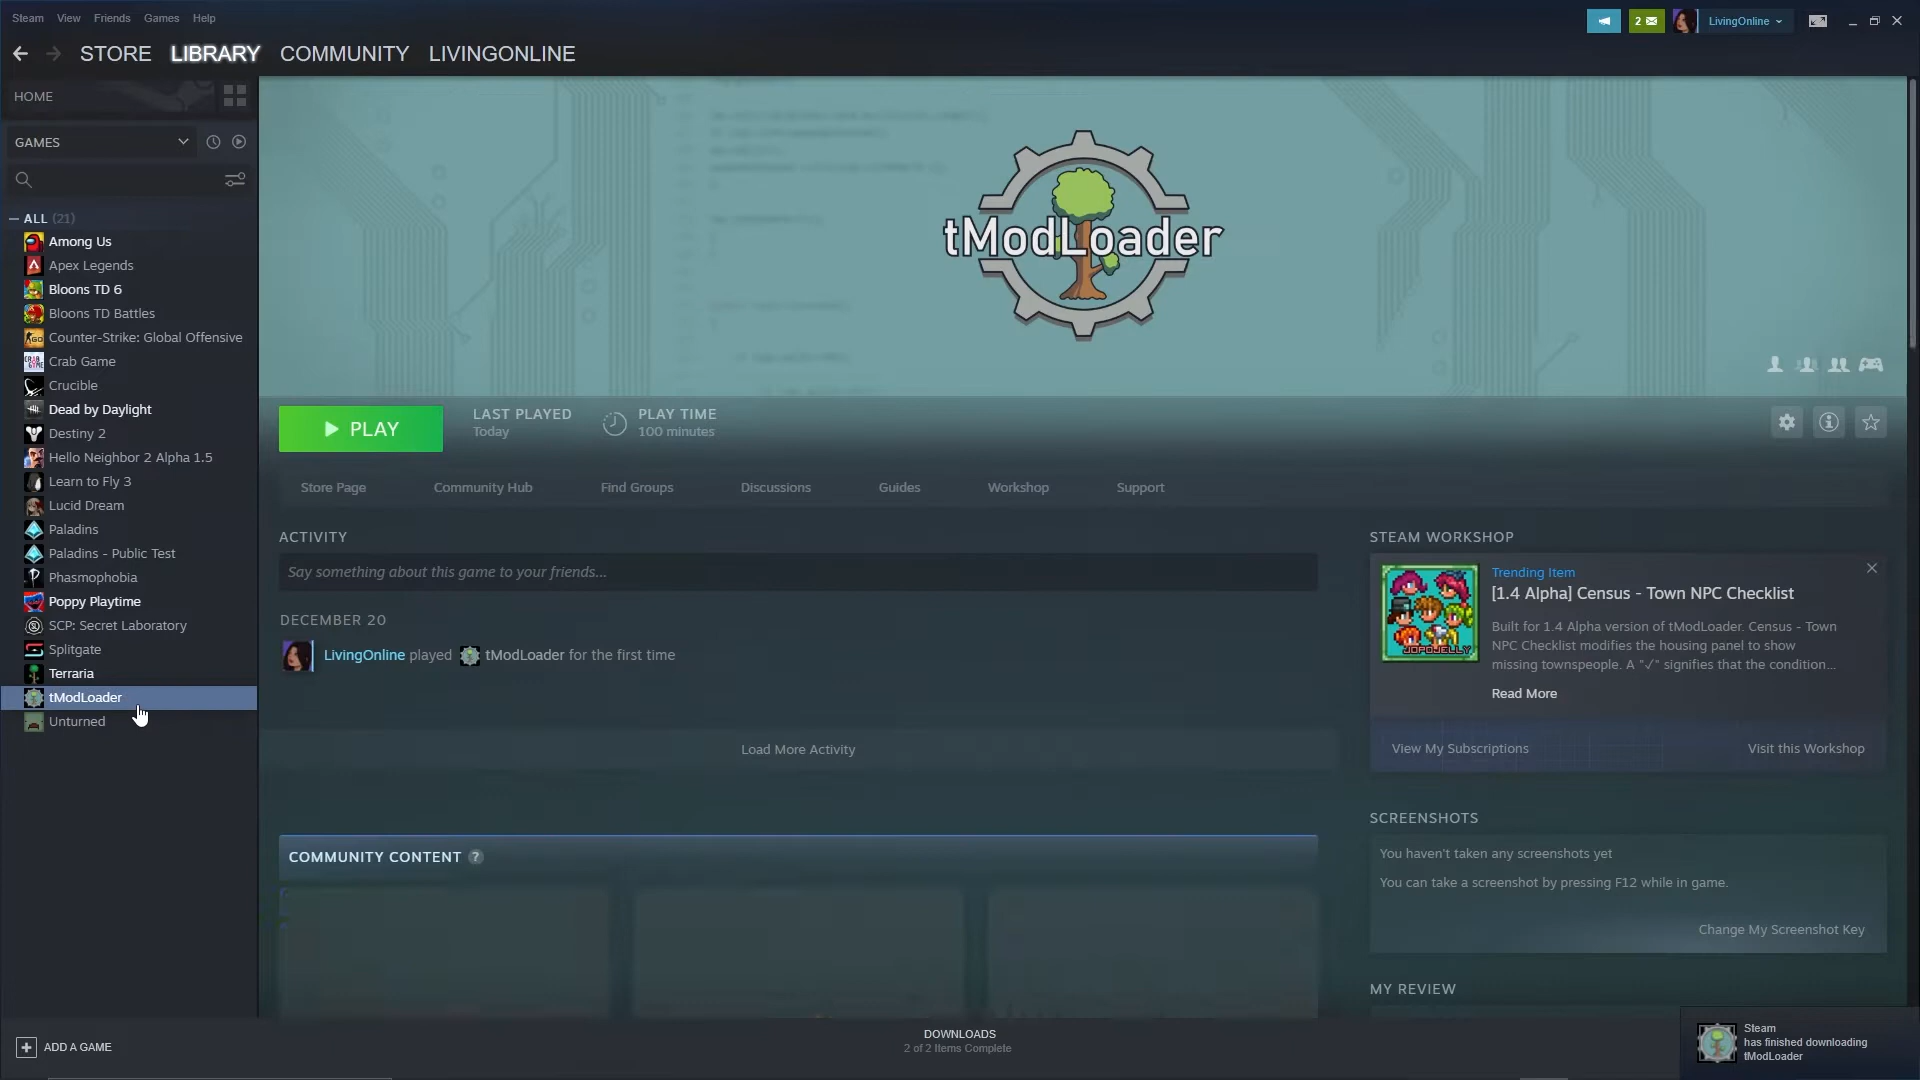 Steam View Friends Games Help
2 LivingOnline
STORE LIBRARY COMMUNITY LIVINGONLINE
HOME
GAMES
ALL (21)
Among Us
Apex Legends
Bloons TD 6
Bloons TD Battles
Counter-Strike: Global Offensive
Crab Game
Crucible
Dead by Daylight
Destiny 2
Hello Neighbor 2 Alpha 1.5
Learn to Fly 3
Lucid Dream
Paladins
Paladins - Public Test
Phasmophobia
Poppy Playtime
SCP: Secret Laboratory
Splitgate
Terraria
tModLoader
Unturned
ADD A GAME
tModLoader
PLAY
LAST PLAYED
Today
PLAY TIME
100 minutes
Store Page Community Hub Find Groups Discussions Guides Workshop Support
ACTIVITY
Say something about this game to your friends...
DECEMBER 20
LivingOnline played tModLoader for the first time
Load More Activity
COMMUNITY CONTENT ?
STEAM WORKSHOP
JOPOJELLY
Trending Item
[1.4 Alpha] Census - Town NPC Checklist
Built for 1.4 Alpha version of tModLoader. Census - Town
NPC Checklist modifies the housing panel to show
missing townspeople. A "✓" signifies that the condition...
Read More
View My Subscriptions Visit this Workshop
SCREENSHOTS
You haven't taken any screenshots yet
You can take a screenshot by pressing F12 while in game.
Change My Screenshot Key
MY REVIEW
DOWNLOADS
2 of 2 Items Complete
Steam
has finished downloading
tModLoader